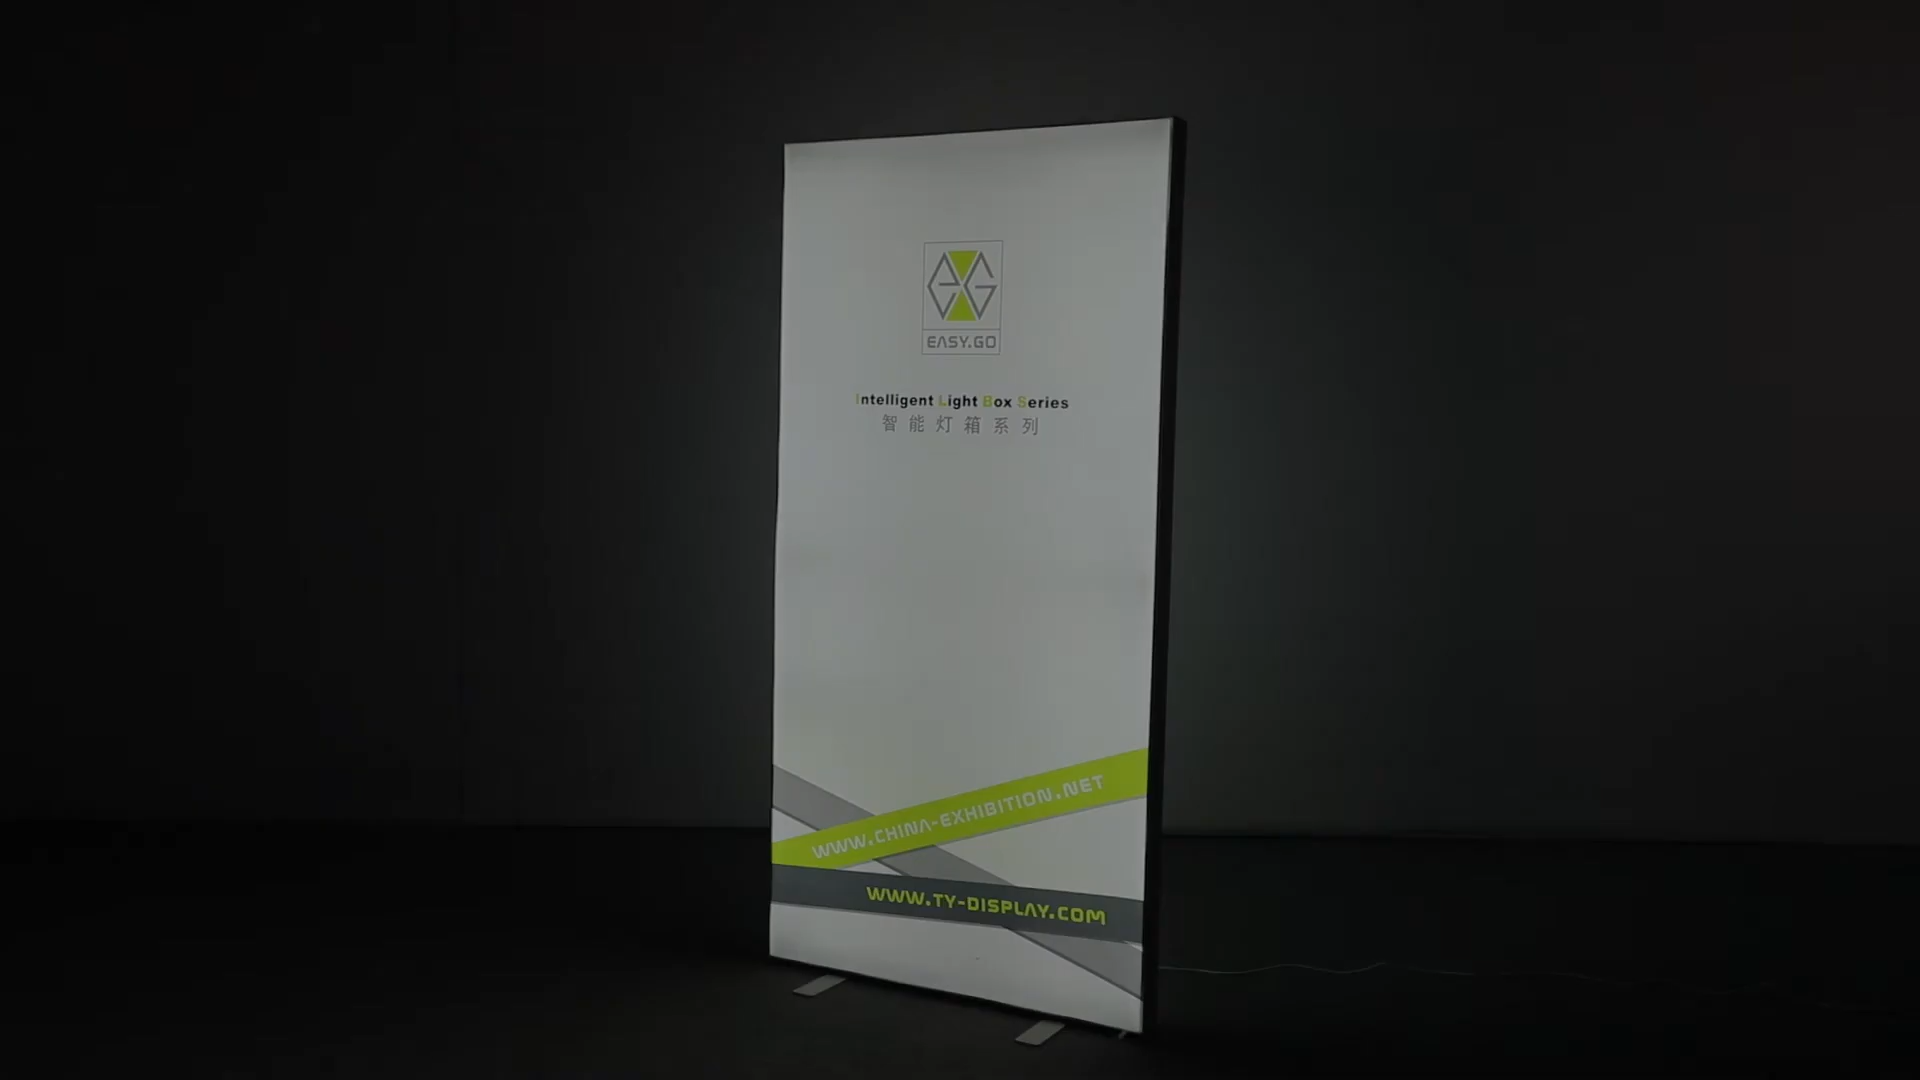 EG
EASY.GO
Intelligent Light Box Series
智能灯箱系列
WWW.CHINA-EXHIBITION.NET
WWW.TY-DISPLAY.COM